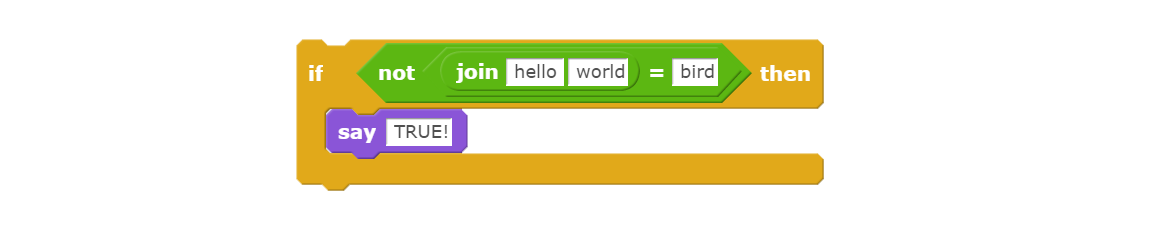 if not join hello world = bird then
say TRUE!